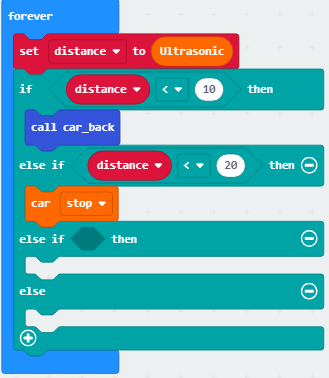 forever
set distance to Ultrasonic
if distance < 10 then
call car_back
else if distance < 20 then
car stop
else if then
else